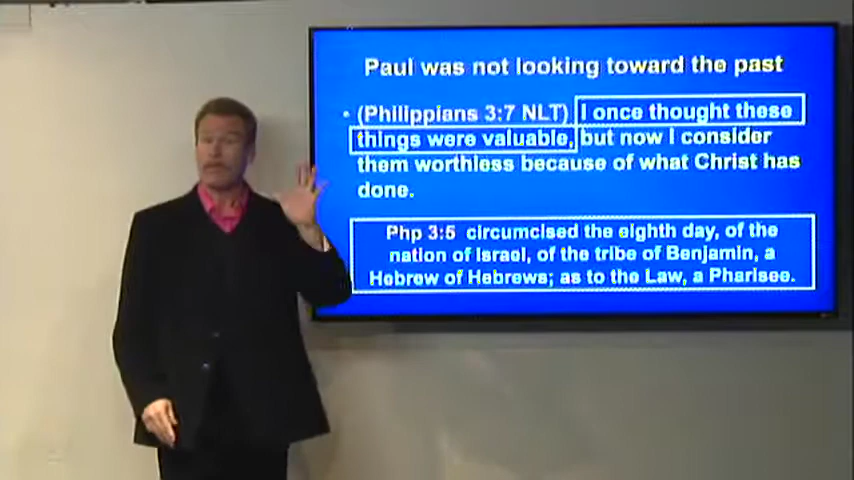 Paul was not looking toward the past
• (Philippians 3:7 NLT) I once thought these
things were valuable, but now I consider
them worthless because of what Christ has
done.
Php 3:5 circumcised the eighth day, of the
nation of Israel, of the tribe of Benjamin, a
Hebrew of Hebrews; as to the Law, a Pharisee.